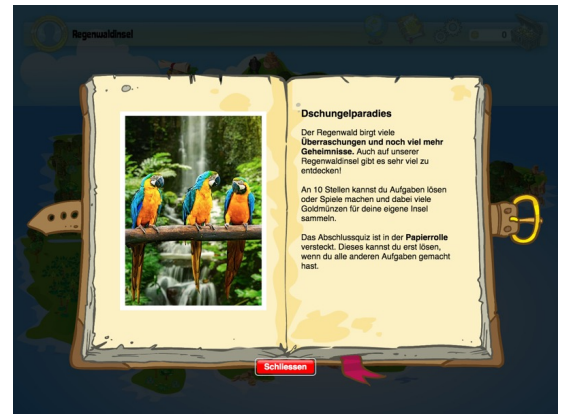 Regenwaldinsel
0
Dschungelparadies
Der Regenwald birgt viele
Überraschungen und noch viel mehr
Geheimnisse. Auch auf unserer
Regenwaldinsel gibt es sehr viel zu
entdecken!
An 10 Stellen kannst du Aufgaben lösen
oder Spiele machen und dabei viele
Goldmünzen für deine eigene Insel
sammeln.
Das Abschlussquiz ist in der Papierrolle
versteckt. Dieses kannst du erst lösen,
wenn du alle anderen Aufgaben gemacht
hast.
Schliessen